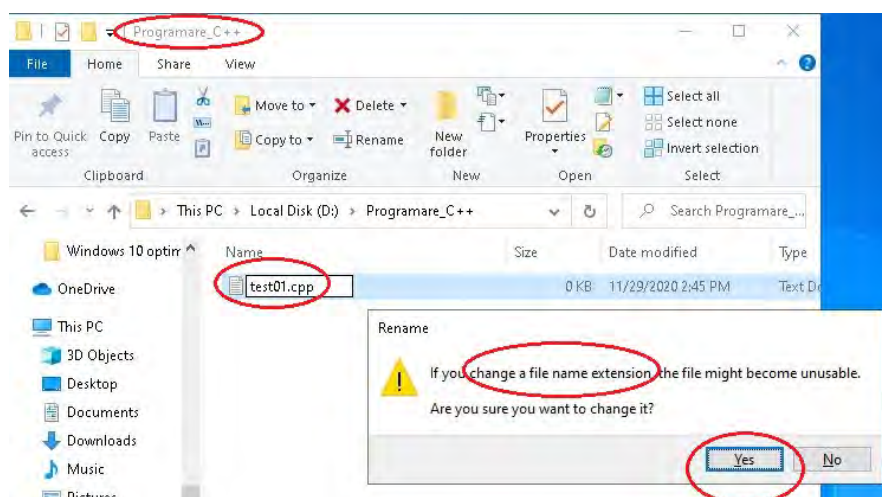 Programare_C++
File Home Share View
Pin to Quick access
Copy
Paste
Move to
Copy to
Delete
Rename
New folder
Properties
Select all
Select none
Invert selection
Clipboard Organize New Open Select
This PC > Local Disk (D:) > Programare_C++
Search Programare_...
Name Size Date modified Type
Windows 10 optim
test01.cpp 0 KB 11/29/2020 2:45 PM Text Do
OneDrive
This PC
3D Objects
Desktop
Documents
Downloads
Music
Pictures
Rename
If you change a file name extension, the file might become unusable.
Are you sure you want to change it?
Yes No